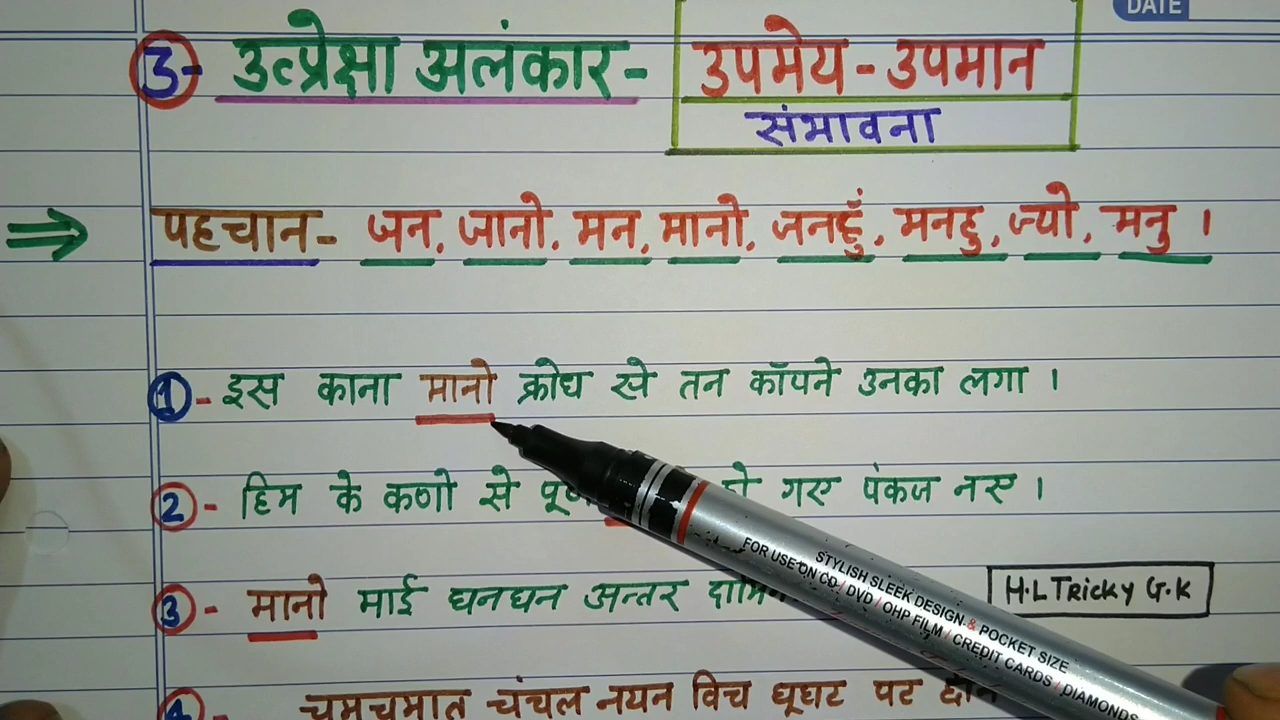 DATE
3- उत्प्रेक्षा अलंकार- उपमेय-उपमान
संभावना
पहचान- जन, जानो, मन, मानो, जनहुँ, मनहु, ज्यो, मनु ।
1- इस काना मानो क्रोध से तन काँपने उनका लगा ।
2- हिम के कणो से गए पंकज नए ।
3- मानो माई घनघन अन्तर
H.L Tricky G.K
4- चमचमात चंचल नयन विच घूघट पट
FOR USE ON CD / DVD / OHP FILM / CREDIT CARDS / DIAMONDS
STYLISH SLEEK DESIGN & POCKET SIZE